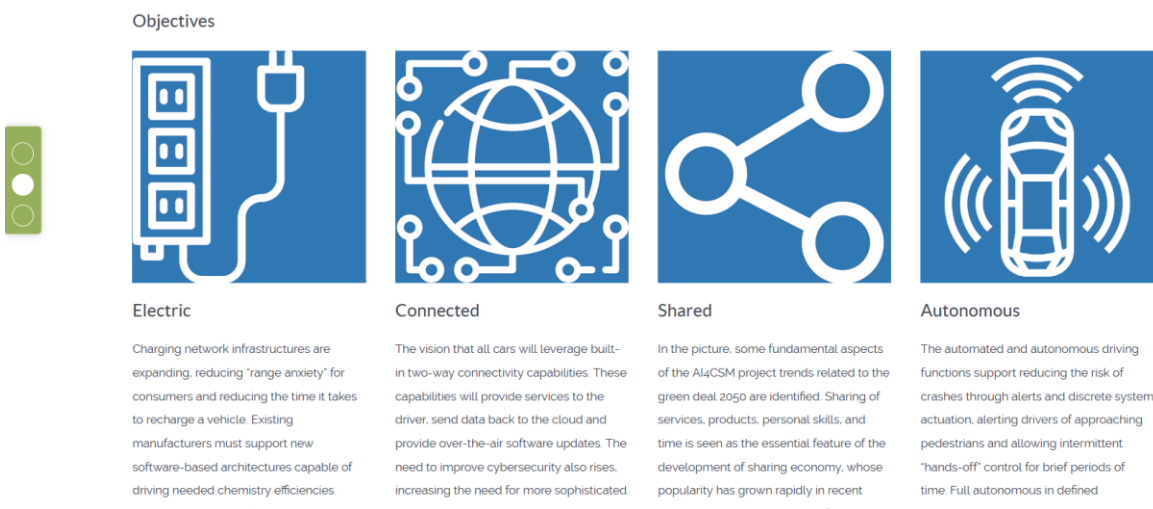 Objectives
Electric
Charging network infrastructures are
expanding, reducing "range anxiety" for
consumers and reducing the time it takes
to recharge a vehicle. Existing
manufacturers must support new
software-based architectures capable of
driving needed chemistry efficiencies.
Connected
The vision that all cars will leverage built-
in two-way connectivity capabilities. These
capabilities will provide services to the
driver, send data back to the cloud and
provide over-the-air software updates. The
need to improve cybersecurity also rises,
increasing the need for more sophisticated
Shared
In the picture, some fundamental aspects
of the AI4CSM project trends related to the
green deal 2050 are identified. Sharing of
services, products, personal skills, and
time is seen as the essential feature of the
development of sharing economy, whose
popularity has grown rapidly in recent
Autonomous
The automated and autonomous driving
functions support reducing the risk of
crashes through alerts and discrete system
actuation, alerting drivers of approaching
pedestrians and allowing intermittent
"hands-off" control for brief periods of
time. Full autonomous in defined